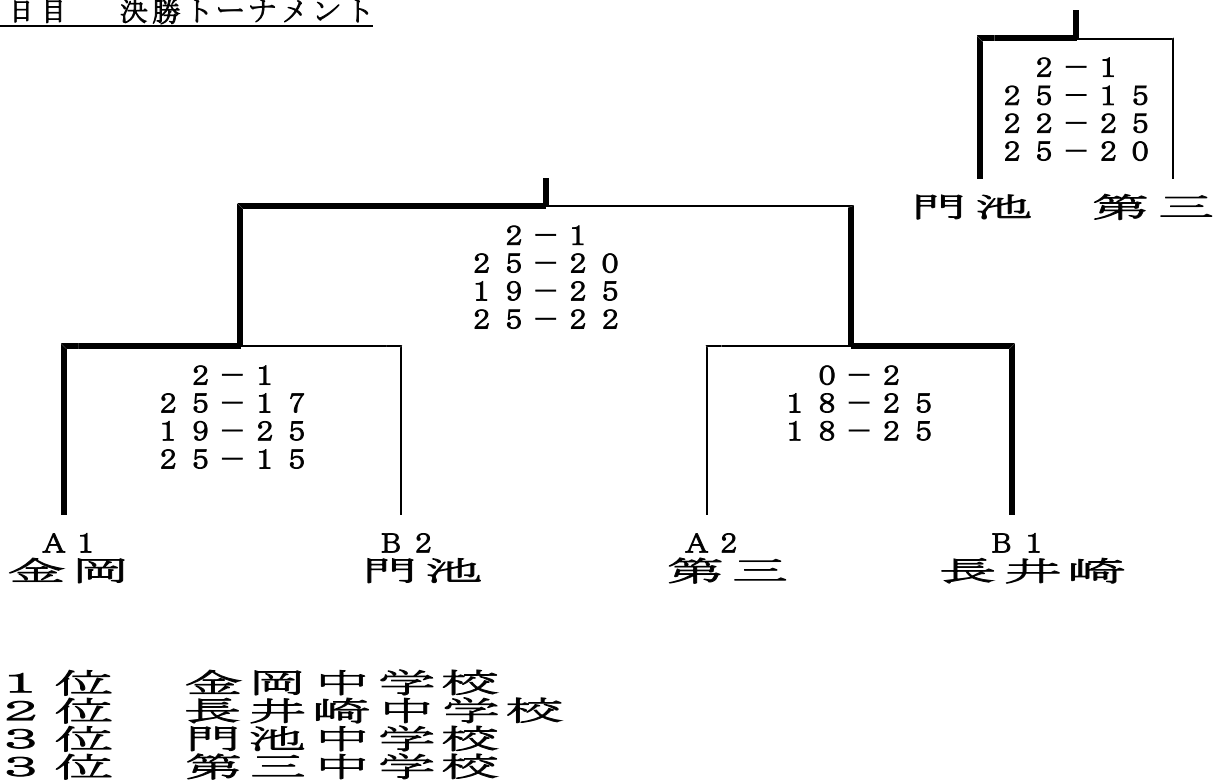 日目　決勝トーナメント
２－１
２５－１５
２２－２５
２５－２０
門池　第三
２－１
２５－２０
１９－２５
２５－２２
２－１
２５－１７
１９－２５
２５－１５
０－２
１８－２５
１８－２５
Ａ１　Ｂ２　Ａ２　Ｂ１
金岡　門池　第三　長井崎
１位　金岡中学校
２位　長井崎中学校
３位　門池中学校
３位　第三中学校